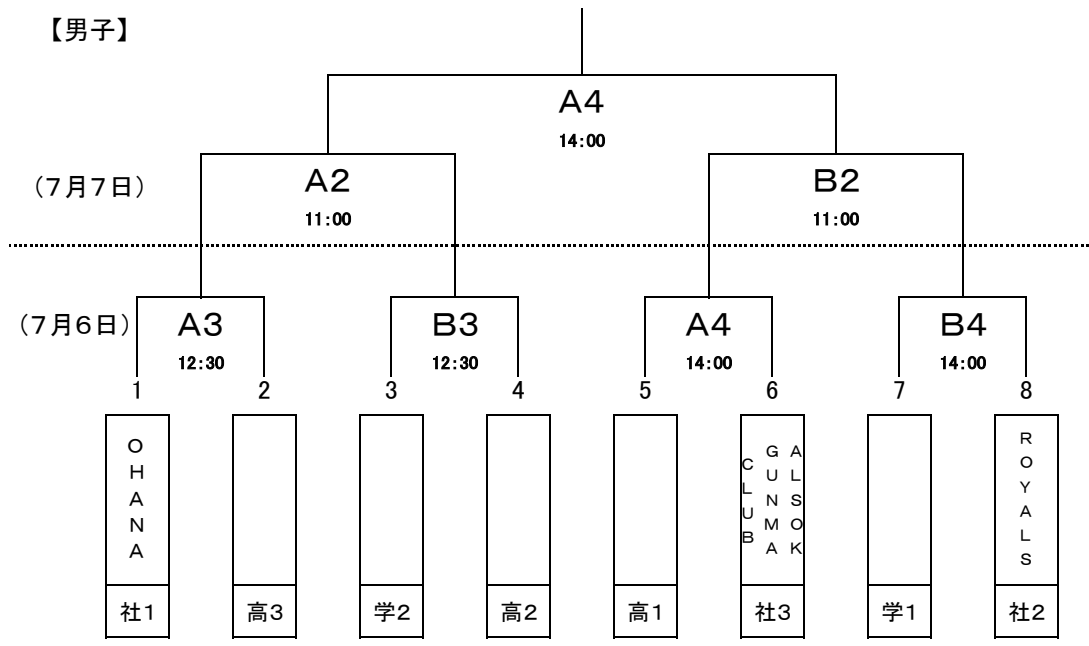 【男子】
A4
14:00
(7月7日)
A2
11:00
B2
11:00
(7月6日)
A3
12:30
B3
12:30
A4
14:00
B4
14:00
1 2 3 4 5 6 7 8
OHANA
ALSOK
GUNMA
CLUB
ROYALS
社1 高3 学2 高2 高1 社3 学1 社2